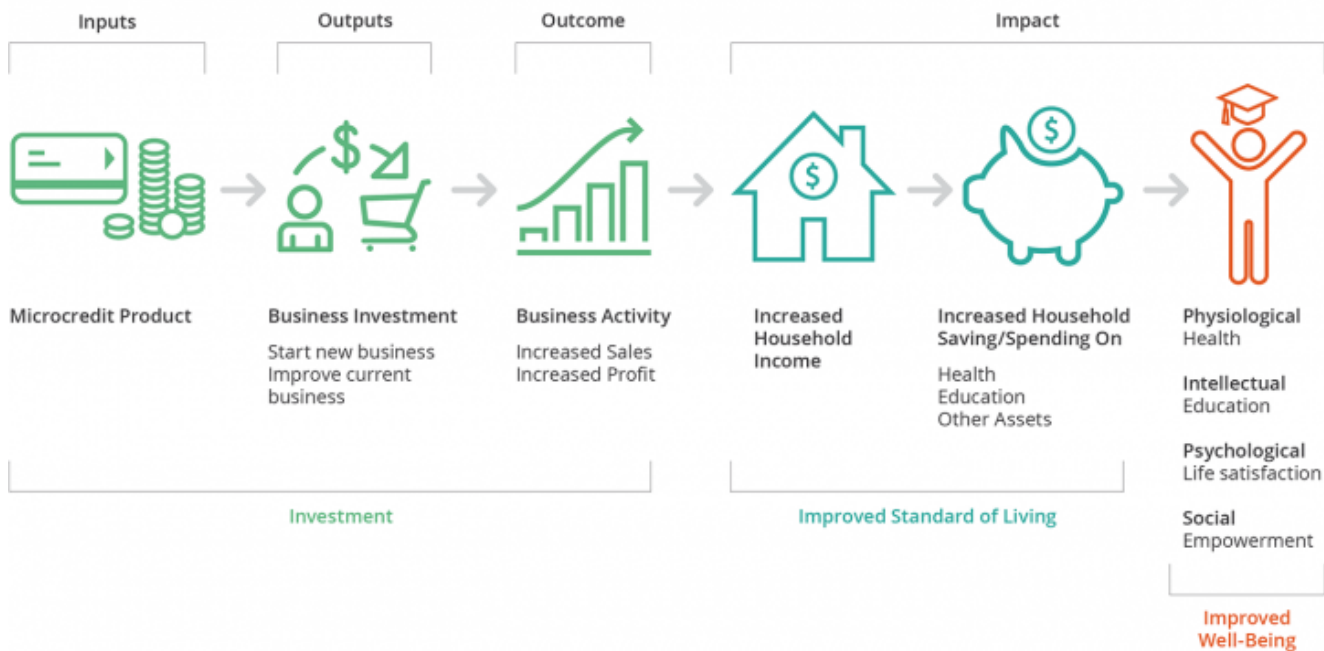 Inputs
Outputs
Outcome
Impact
$
$
$
Microcredit Product
Business Investment
Start new business
Improve current
business
Business Activity
Increased Sales
Increased Profit
Increased
Household
Income
Increased Household
Saving/Spending On
Health
Education
Other Assets
Physiological
Health
Intellectual
Education
Psychological
Life satisfaction
Social
Empowerment
Investment
Improved Standard of Living
Improved
Well-Being